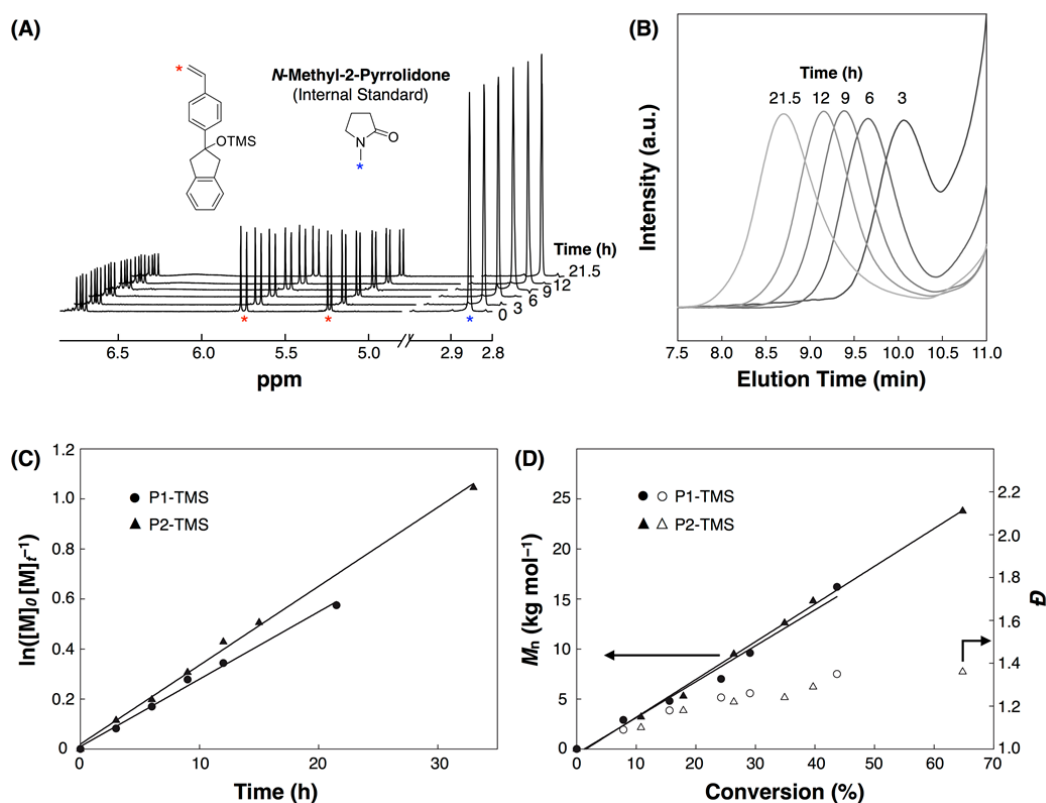 (A)
N-Methyl-2-Pyrrolidone
(Internal Standard)
*
OTMS
N
O
*
Time (h)
21.5
12
9
6
3
0
* * *
6.5 6.0 5.5 5.0 2.9 2.8
ppm
(B)
Time (h)
21.5 12 9 6 3
Intensity (a.u.)
7.5 8.0 8.5 9.0 9.5 10.0 10.5 11.0
Elution Time (min)
(C)
1.2
1.0
0.8
0.6
0.4
0.2
0
P1-TMS
P2-TMS
ln([M]0[M]t−1)
0 10 20 30
Time (h)
(D)
25
20
15
10
5
0
P1-TMS
P2-TMS
Mn (kg mol−1)
2.2
2.0
1.8
1.6
1.4
1.2
1.0
Đ
0 10 20 30 40 50 60 70
Conversion (%)